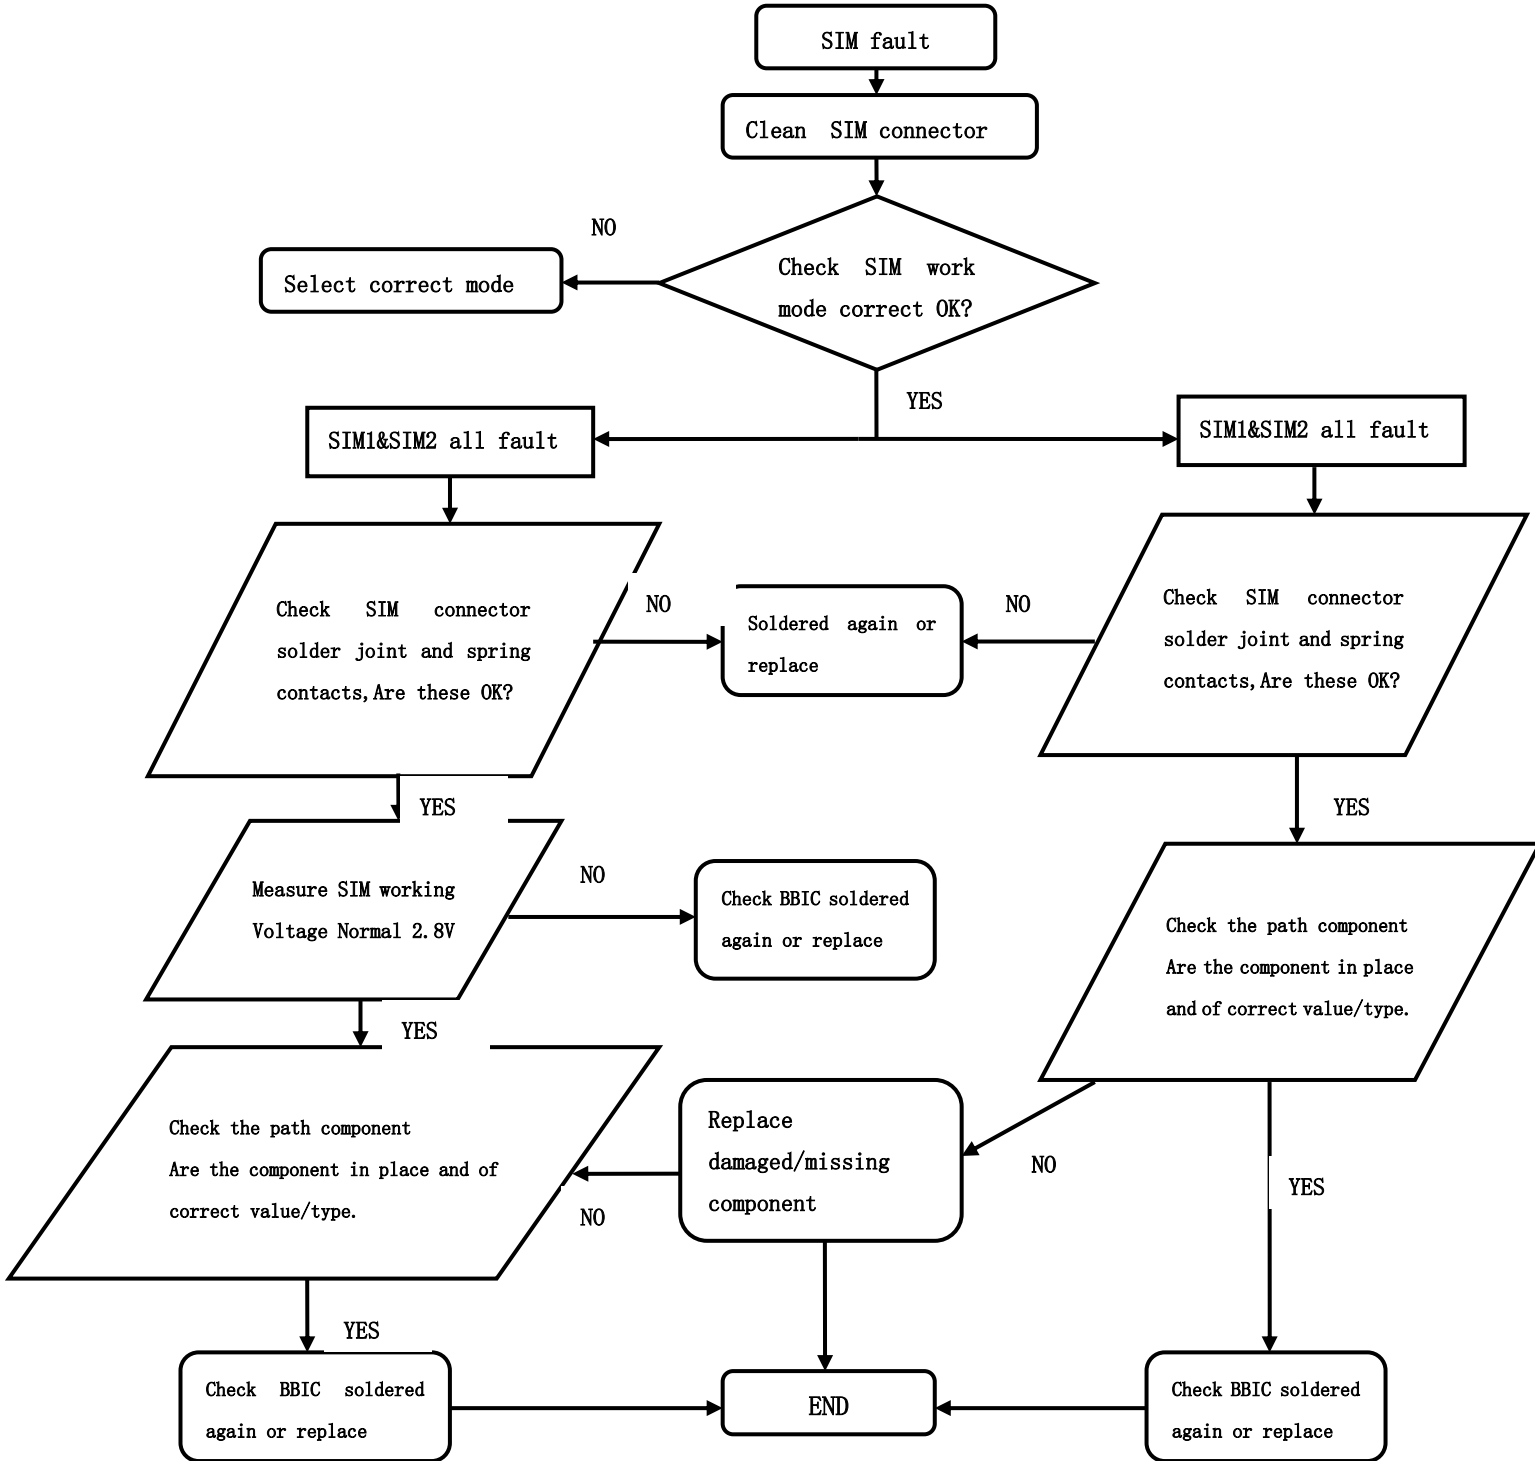 SIM fault
Clean SIM connector
NO
Check SIM work
mode correct OK?
Select correct mode
YES
SIM1&SIM2 all fault
SIM1&SIM2 all fault
Check SIM connector
solder joint and spring
contacts,Are these OK?
NO
Soldered again or
replace
NO
Check SIM connector
solder joint and spring
contacts,Are these OK?
YES
YES
Measure SIM working
Voltage Normal 2.8V
NO
Check BBIC soldered
again or replace
Check the path component
Are the component in place
and of correct value/type.
YES
Check the path component
Are the component in place and of
correct value/type.
NO
Replace
damaged/missing
component
NO
YES
YES
Check BBIC soldered
again or replace
END
Check BBIC soldered
again or replace